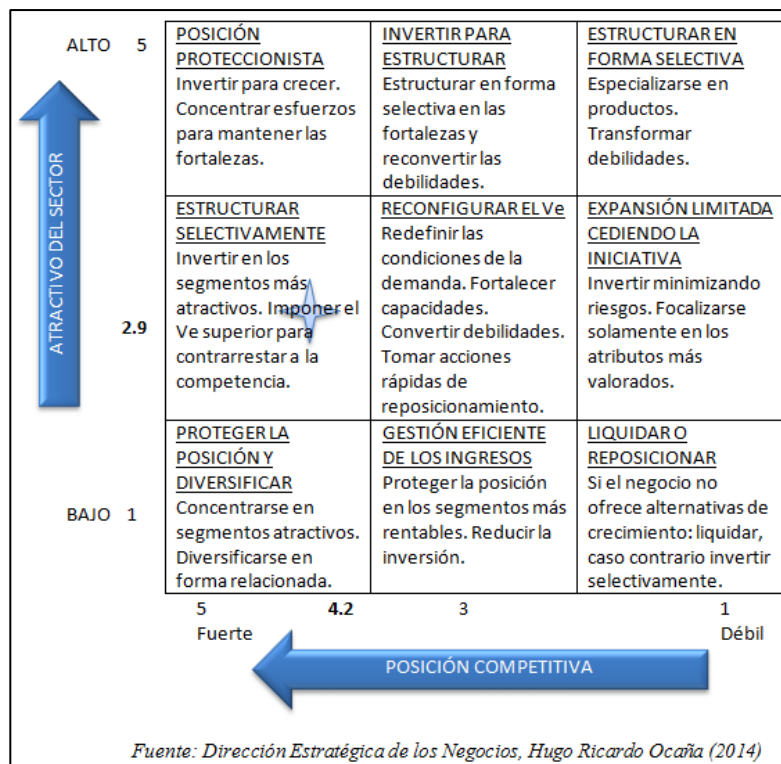 ATRACTIVO DEL SECTOR
ALTO 5
2.9
BAJO 1
POSICIÓN
PROTECCIONISTA
Invertir para crecer.
Concentrar esfuerzos
para mantener las
fortalezas.
INVERTIR PARA
ESTRUCTURAR
Estructurar en forma
selectiva en las
fortalezas y
reconvertir las
debilidades.
ESTRUCTURAR EN
FORMA SELECTIVA
Especializarse en
productos.
Transformar
debilidades.
ESTRUCTURAR
SELECTIVAMENTE
Invertir en los
segmentos más
atractivos. Imponer el
Ve superior para
contrarrestar a la
competencia.
RECONFIGURAR EL Ve
Redefinir las
condiciones de la
demanda. Fortalecer
capacidades.
Convertir debilidades.
Tomar acciones
rápidas de
reposicionamiento.
EXPANSIÓN LIMITADA
CEDIENDO LA
INICIATIVA
Invertir minimizando
riesgos. Focalizarse
solamente en los
atributos más
valorados.
PROTEGER LA
POSICIÓN Y
DIVERSIFICAR
Concentrarse en
segmentos atractivos.
Diversificarse en
forma relacionada.
GESTIÓN EFICIENTE
DE LOS INGRESOS
Proteger la posición
en los segmentos más
rentables. Reducir la
inversión.
LIQUIDAR O
REPOSICIONAR
Si el negocio no
ofrece alternativas de
crecimiento: liquidar,
caso contrario invertir
selectivamente.
5 4.2 3 1
Fuerte Débil
POSICIÓN COMPETITIVA
Fuente: Dirección Estratégica de los Negocios, Hugo Ricardo Ocaña (2014)